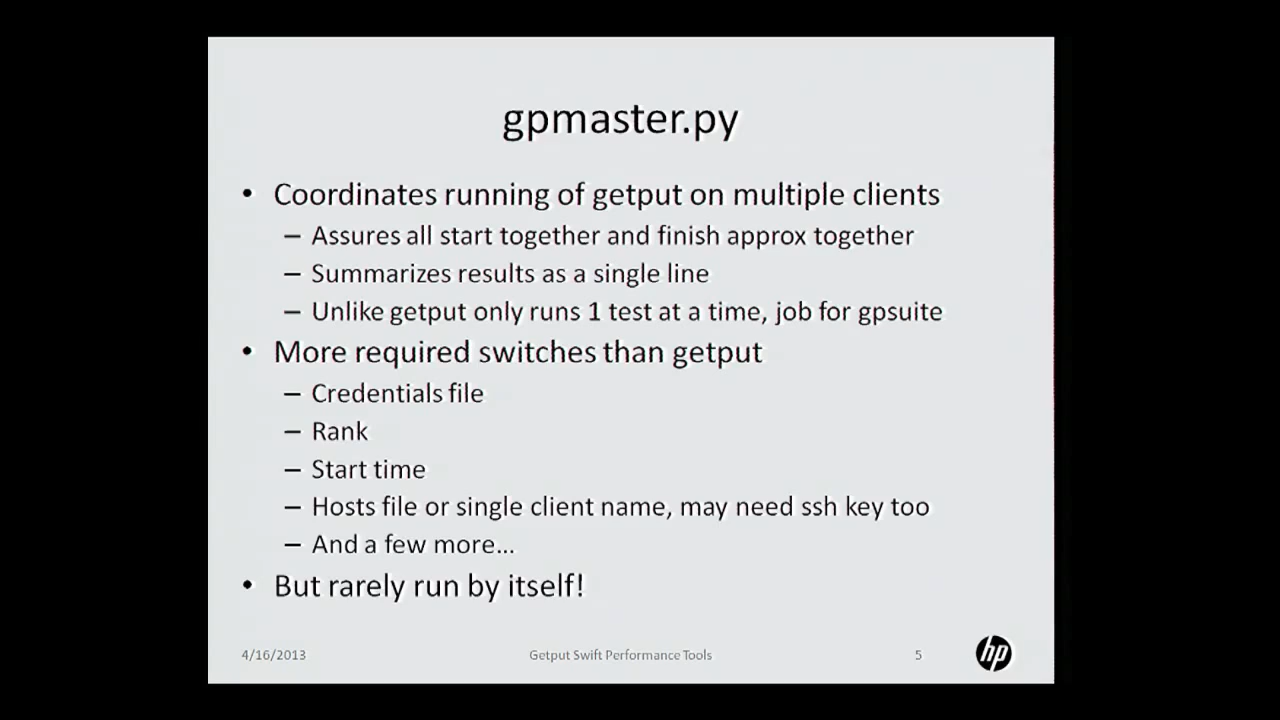 gpmaster.py
• Coordinates running of getput on multiple clients
– Assures all start together and finish approx together
– Summarizes results as a single line
– Unlike getput only runs 1 test at a time, job for gpsuite
• More required switches than getput
– Credentials file
– Rank
– Start time
– Hosts file or single client name, may need ssh key too
– And a few more...
• But rarely run by itself!
4/16/2013
Getput Swift Performance Tools
5
hp